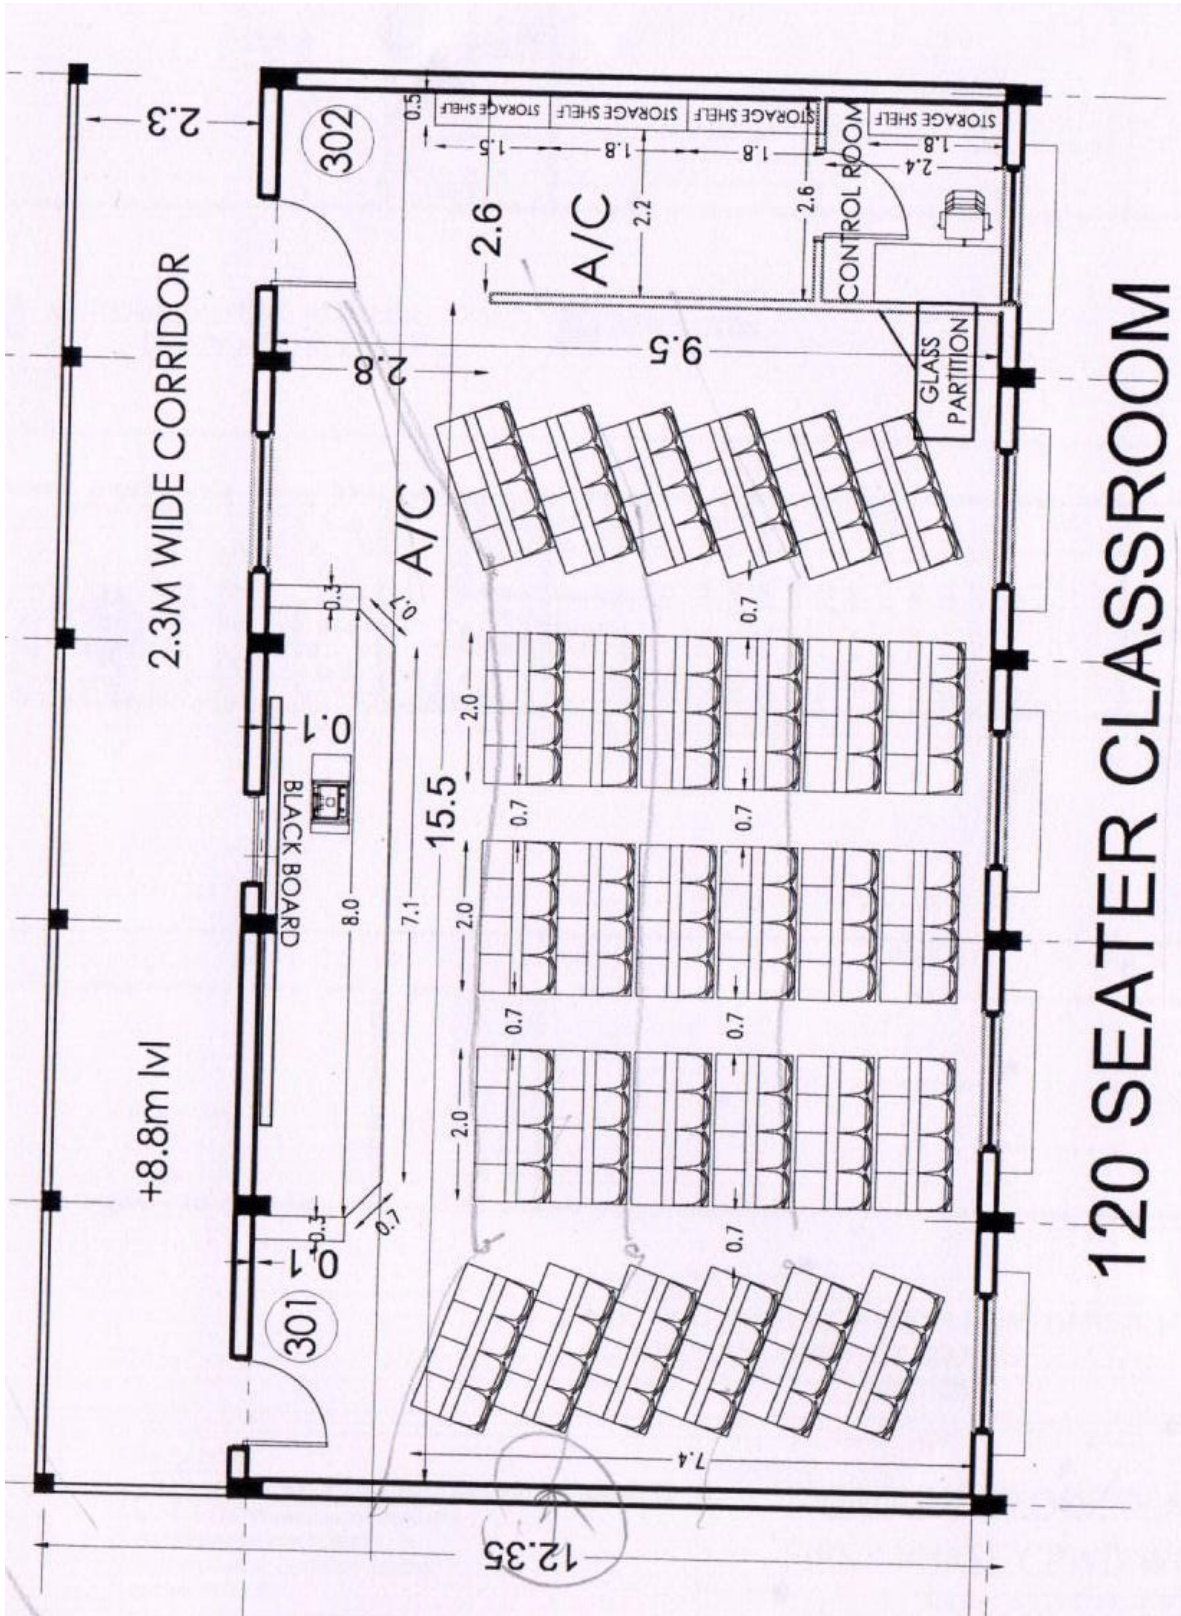 120 SEATER CLASSROOM
2.3M WIDE CORRIDOR
+8.8m lvl
2.3
302
301
0.5
STORAGE SHELF
STORAGE SHELF
STORAGE SHELF
STORAGE SHELF
1.5
1.8
1.8
1.8
2.4
CONTROL ROOM
2.6
A/C
2.2
2.6
2.8
9.5
GLASS
PARTITION
A/C
0.3
0.7
0.1
BLACK BOARD
8.0
7.1
15.5
0.3
0.7
0.1
2.0
2.0
2.0
0.7
0.7
0.7
0.7
0.7
0.7
7.4
12.35